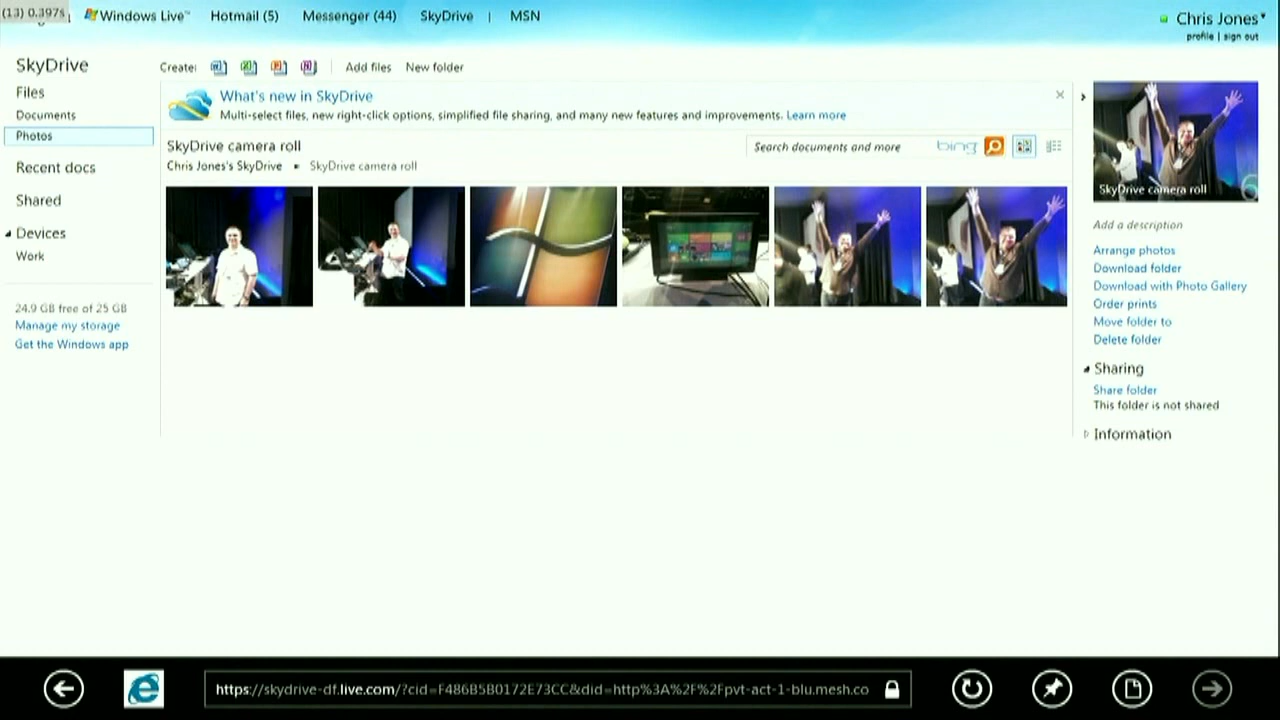 (13) 0.397s
Windows Live™ Hotmail (5) Messenger (44) SkyDrive | MSN
Chris Jones
profile | sign out
SkyDrive
Files
Documents
Photos
Recent docs
Shared
Devices
Work
24.9 GB free of 25 GB
Manage my storage
Get the Windows app
Create: Add files New folder
What's new in SkyDrive
Multi-select files, new right-click options, simplified file sharing, and many new features and improvements. Learn more
SkyDrive camera roll
Search documents and more bing
Chris Jones's SkyDrive ▪ SkyDrive camera roll
SkyDrive camera roll 6
Add a description
Arrange photos
Download folder
Download with Photo Gallery
Order prints
Move folder to
Delete folder
Sharing
Share folder
This folder is not shared
Information
https://skydrive-df.live.com/?cid=F486B5B0172E73CC&did=http%3A%2F%2Fpvt-act-1-blu.mesh.co